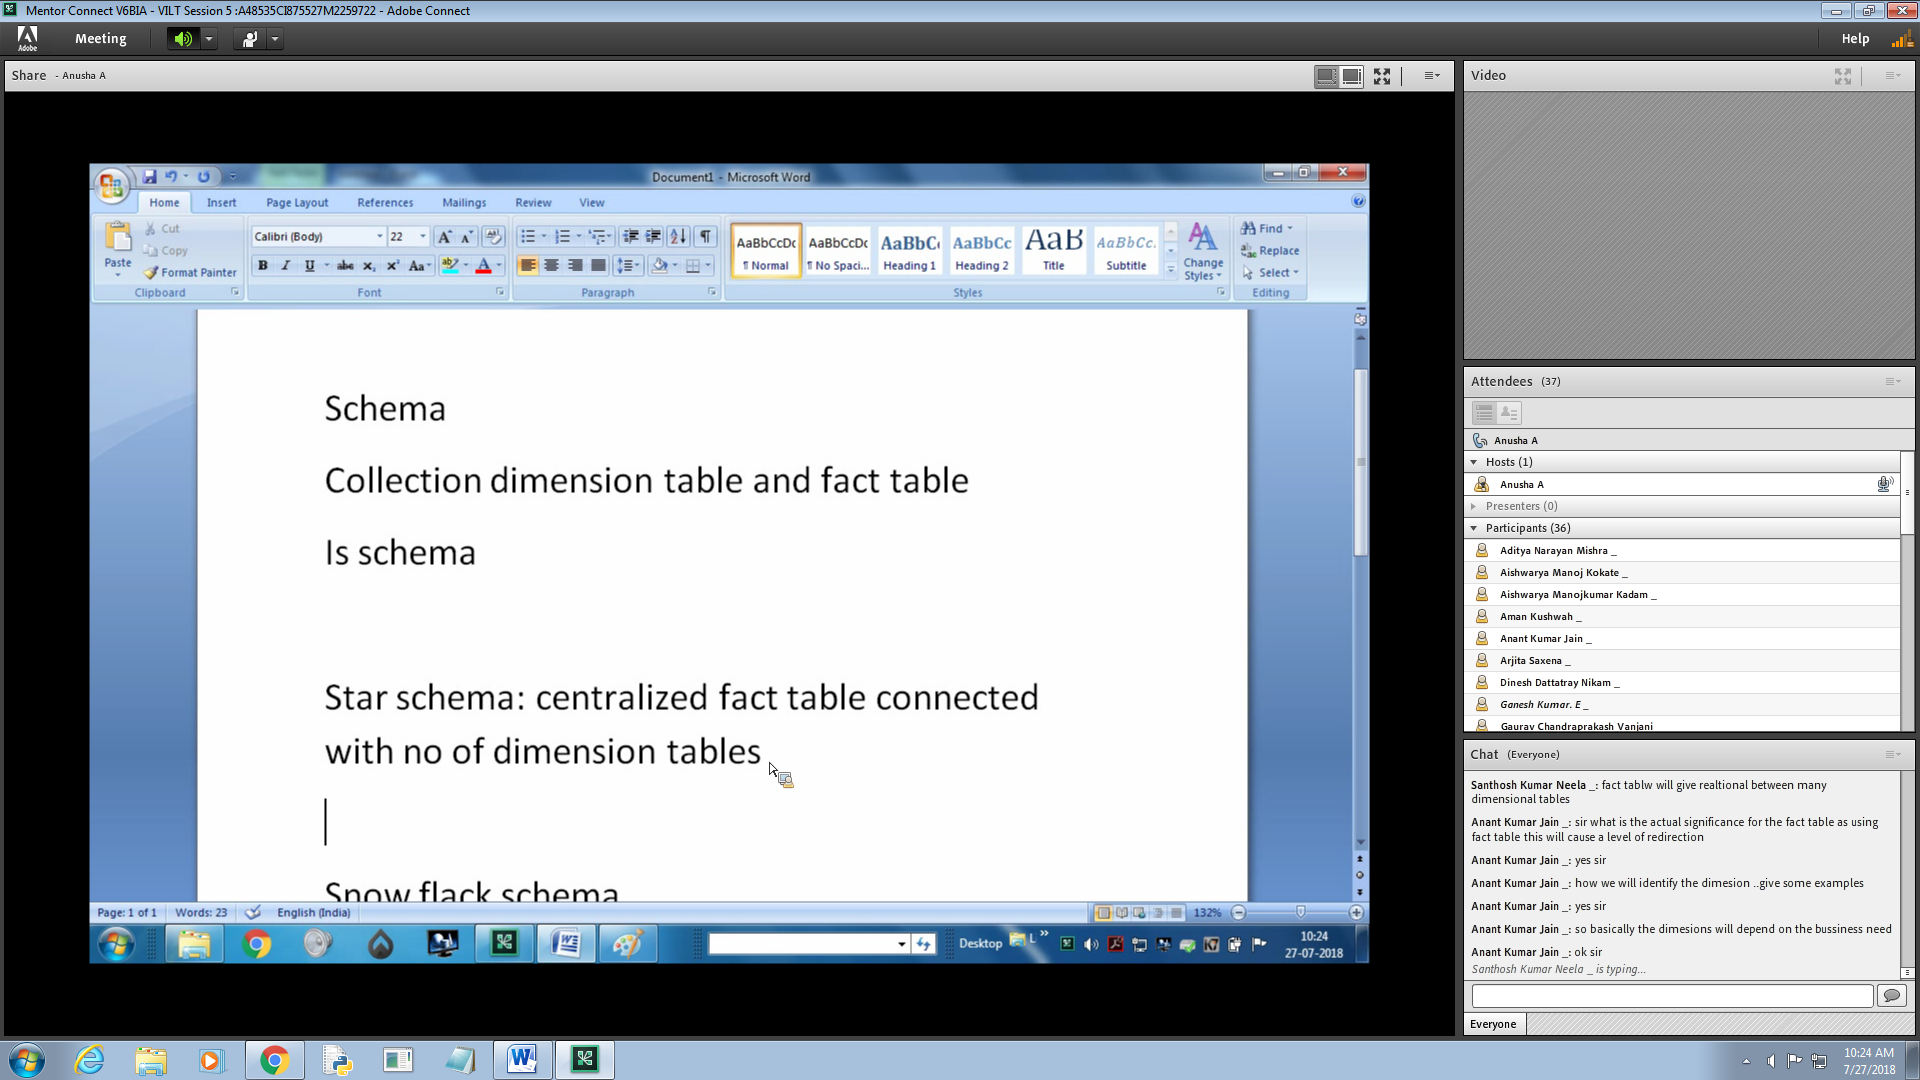 Mentor Connect V6BIA - VILT Session 5 :A48535CI875527M2259722 - Adobe Connect
Adobe
Meeting
Help
Share - Anusha A
Document1 - Microsoft Word
Home Insert Page Layout References Mailings Review View
Paste
Cut
Copy
Format Painter
Clipboard
Calibri (Body) 22
B I U abc
Font
Paragraph
AaBbCcDc AaBbCcDc AaBbC AaBbCc AaB AaBbCc.
¶ Normal ¶ No Spaci... Heading 1 Heading 2 Title Subtitle
Change
Styles
Styles
Find
Replace
Select
Editing
Schema
Collection dimension table and fact table
Is schema
Star schema: centralized fact table connected
with no of dimension tables
Snow flack schema
Page: 1 of 1 Words: 23 English (India) 132%
Desktop L »
10:24
27-07-2018
Video
Attendees (37)
Anusha A
Hosts (1)
Anusha A
Presenters (0)
Participants (36)
Aditya Narayan Mishra _
Aishwarya Manoj Kokate _
Aishwarya Manojkumar Kadam _
Aman Kushwah _
Anant Kumar Jain _
Arjita Saxena _
Dinesh Dattatray Nikam _
Ganesh Kumar. E _
Gaurav Chandraprakash Vanjani
Chat (Everyone)
Santhosh Kumar Neela _: fact tablw will give realtional between many
dimensional tables
Anant Kumar Jain _: sir what is the actual significance for the fact table as using
fact table this will cause a level of redirection
Anant Kumar Jain _: yes sir
Anant Kumar Jain _: how we will identify the dimesion ..give some examples
Anant Kumar Jain _: yes sir
Anant Kumar Jain _: so basically the dimesions will depend on the bussiness need
Anant Kumar Jain _: ok sir
Santhosh Kumar Neela _ is typing...
Everyone
10:24 AM
7/27/2018